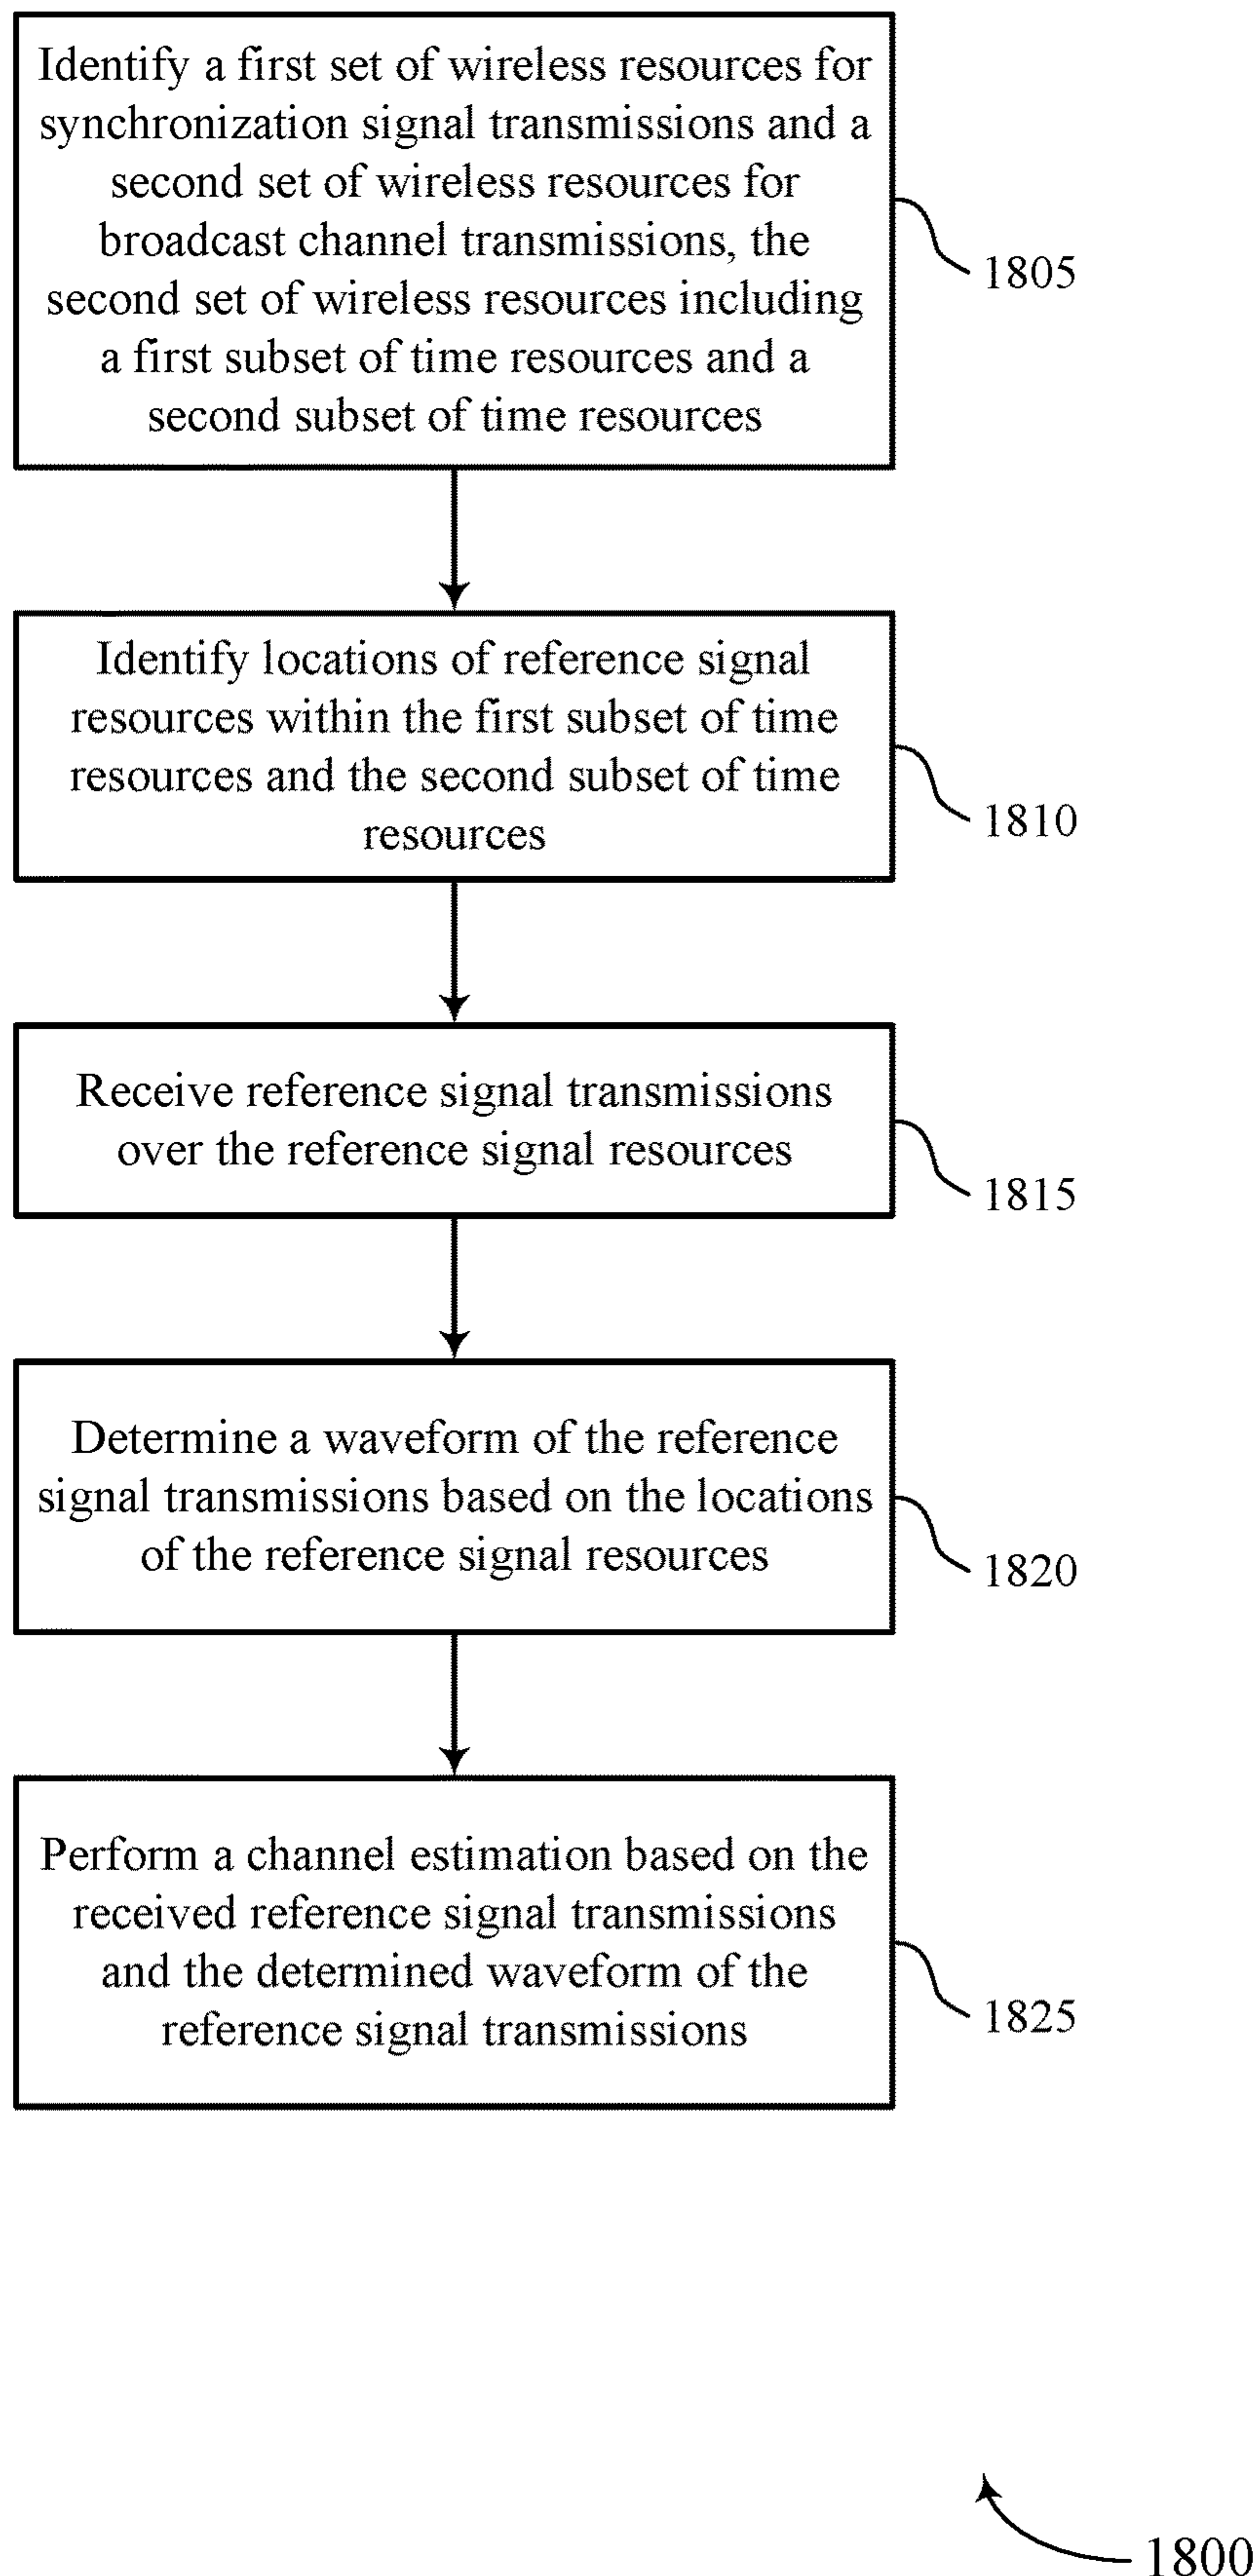 Identify a first set of wireless resources for
synchronization signal transmissions and a
second set of wireless resources for
broadcast channel transmissions, the
second set of wireless resources including
a first subset of time resources and a
second subset of time resources
1805
Identify locations of reference signal
resources within the first subset of time
resources and the second subset of time
resources
1810
Receive reference signal transmissions
over the reference signal resources
1815
Determine a waveform of the reference
signal transmissions based on the locations
of the reference signal resources
1820
Perform a channel estimation based on the
received reference signal transmissions
and the determined waveform of the
reference signal transmissions
1825
1800